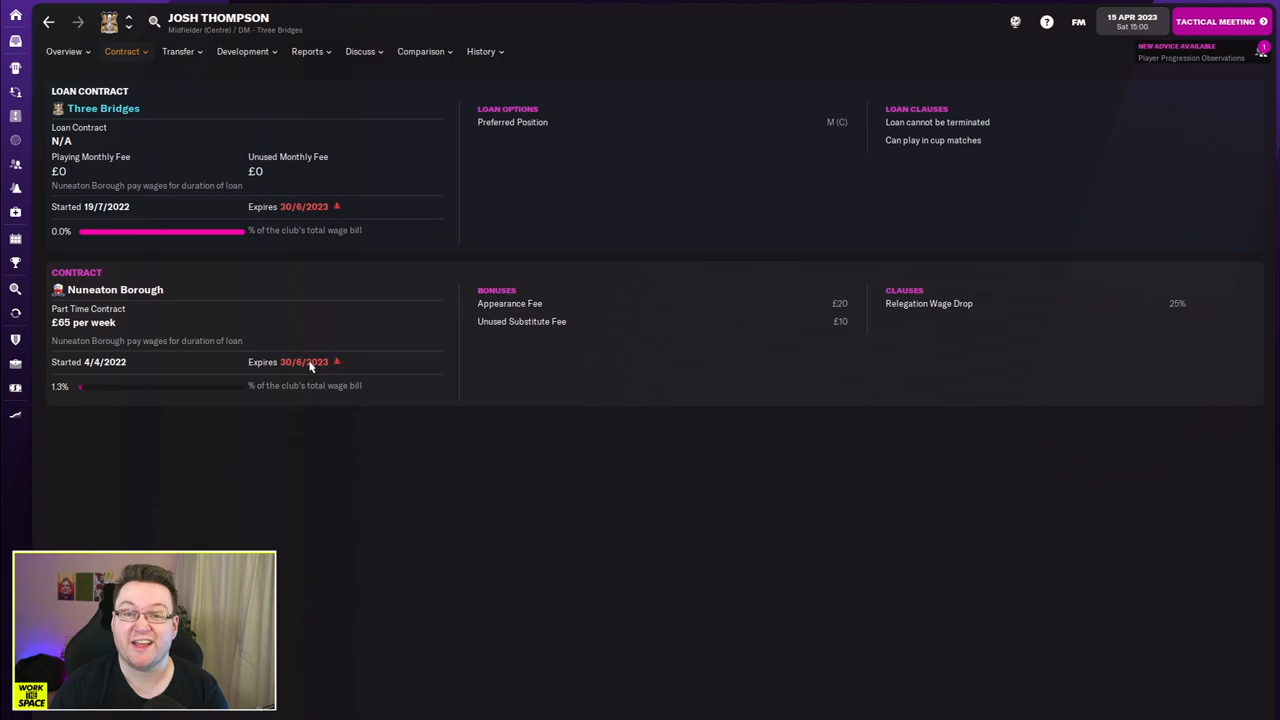 JOSH THOMPSON
Midfielder (Centre) / DM - Three Bridges
FM
15 APR 2023
Sat 15:00
TACTICAL MEETING
Overview
Contract
Transfer
Development
Reports
Discuss
Comparison
History
NEW ADVICE AVAILABLE
Player Progression Observations
1
LOAN CONTRACT
Three Bridges
Loan Contract
N/A
Playing Monthly Fee Unused Monthly Fee
£0 £0
Nuneaton Borough pay wages for duration of loan
Started 19/7/2022 Expires 30/6/2023
0.0% % of the club's total wage bill
LOAN OPTIONS
Preferred Position M (C)
LOAN CLAUSES
Loan cannot be terminated
Can play in cup matches
CONTRACT
Nuneaton Borough
Part Time Contract
£65 per week
Nuneaton Borough pay wages for duration of loan
Started 4/4/2022 Expires 30/6/2023
1.3% % of the club's total wage bill
BONUSES
Appearance Fee £20
Unused Substitute Fee £10
CLAUSES
Relegation Wage Drop 25%
WORK
THE
SPACE